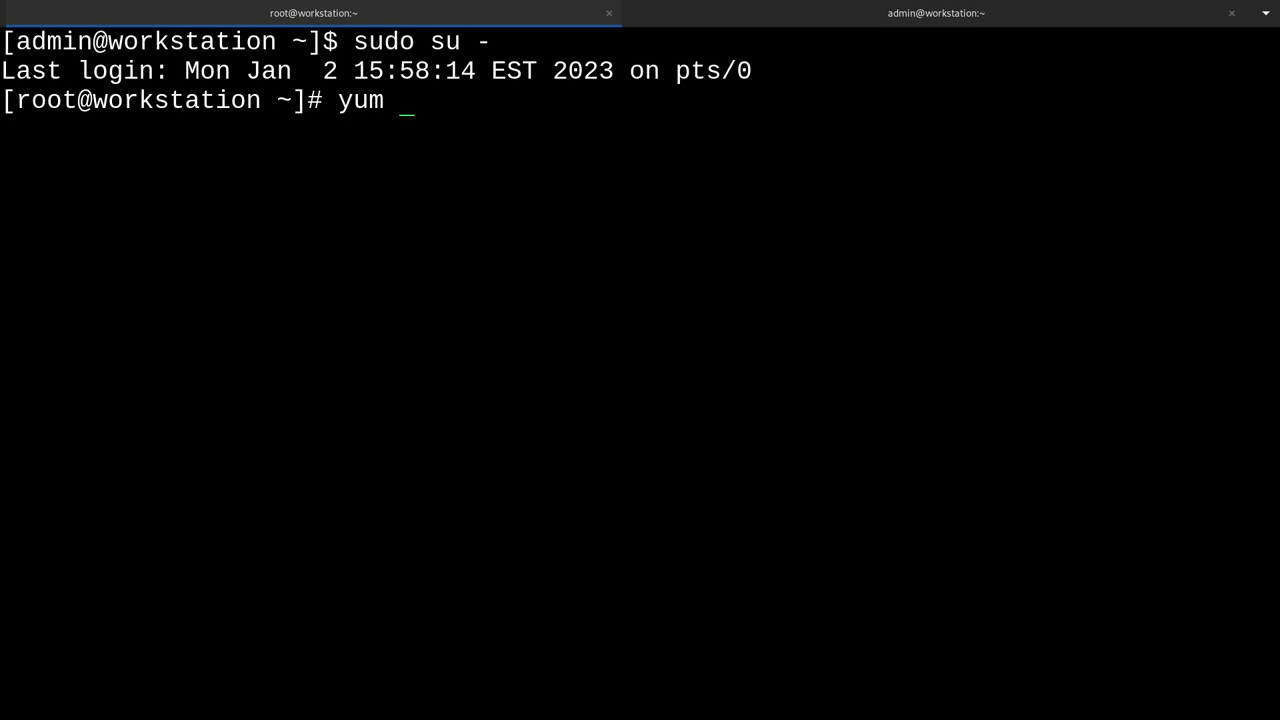 root@workstation:~ × admin@workstation:~ ×
[admin@workstation ~]$ sudo su -
Last login: Mon Jan  2 15:58:14 EST 2023 on pts/0
[root@workstation ~]# yum _